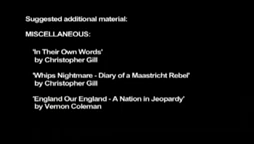 Suggested additional material:
MISCELLANEOUS:
'In Their Own Words'
by Christopher Gill
'Whips Nightmare - Diary of a Maastricht Rebel'
by Christopher Gill
'England Our England - A Nation in Jeopardy'
by Vernon Coleman